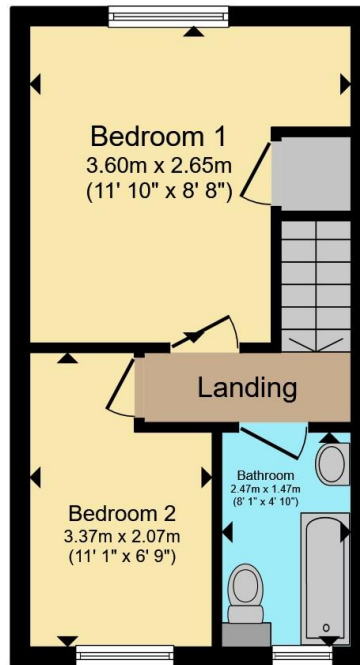 Bedroom 1
3.60m x 2.65m
(11' 10" x 8' 8")
Landing
Bathroom
2.47m x 1.47m
(8' 1" x 4' 10")
Bedroom 2
3.37m x 2.07m
(11' 1" x 6' 9")